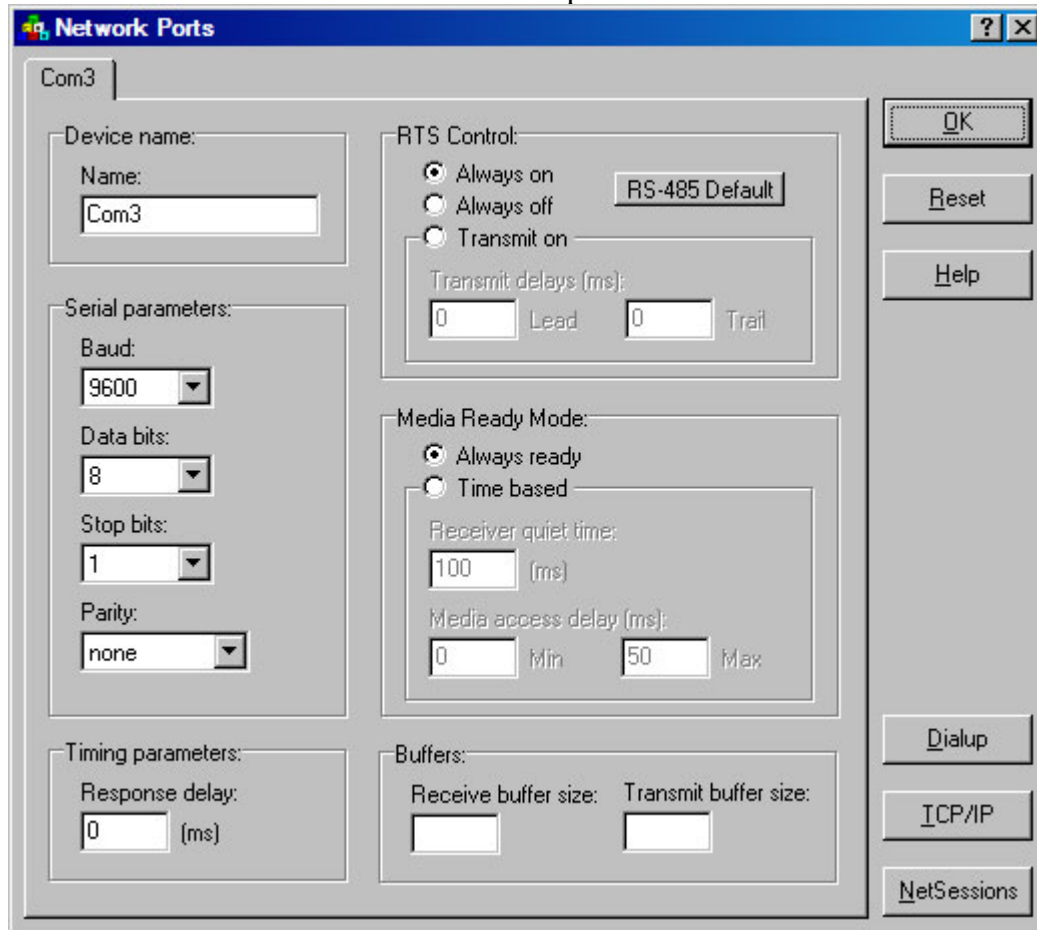 Network Ports
Com3
Device name:
Name:
Com3
Serial parameters:
Baud:
9600
Data bits:
8
Stop bits:
1
Parity:
none
Timing parameters:
Response delay:
0 (ms)
RTS Control:
Always on
RS-485 Default
Always off
Transmit on
Transmit delays (ms):
0 Lead 0 Trail
Media Ready Mode:
Always ready
Time based
Receiver quiet time:
100 (ms)
Media access delay (ms):
0 Min 50 Max
Buffers:
Receive buffer size: Transmit buffer size:
OK
Reset
Help
Dialup
TCP/IP
NetSessions